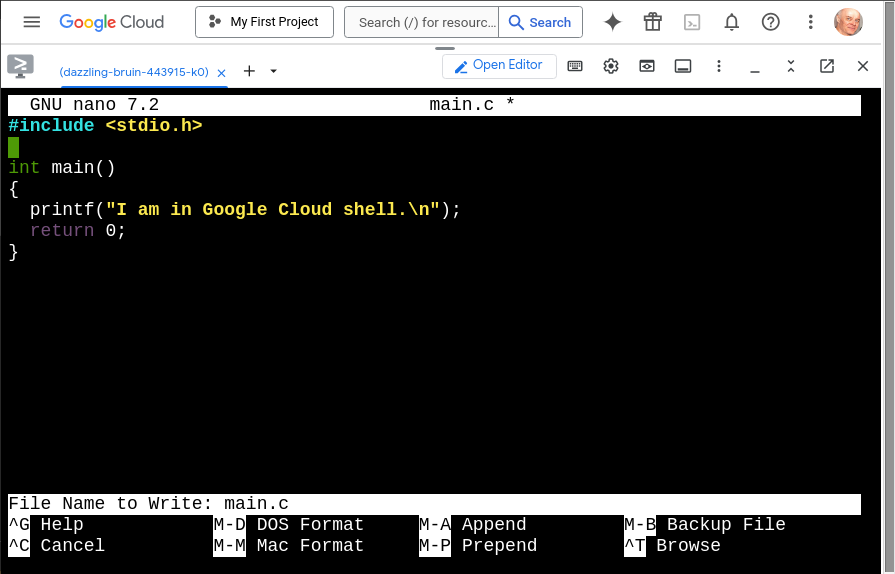 Google Cloud My First Project Search (/) for resourc... Search
(dazzling-bruin-443915-k0) Open Editor
GNU nano 7.2 main.c *
#include <stdio.h>
int main()
{
printf("I am in Google Cloud shell.\n");
return 0;
}
File Name to Write: main.c
^G Help M-D DOS Format M-A Append M-B Backup File
^C Cancel M-M Mac Format M-P Prepend ^T Browse